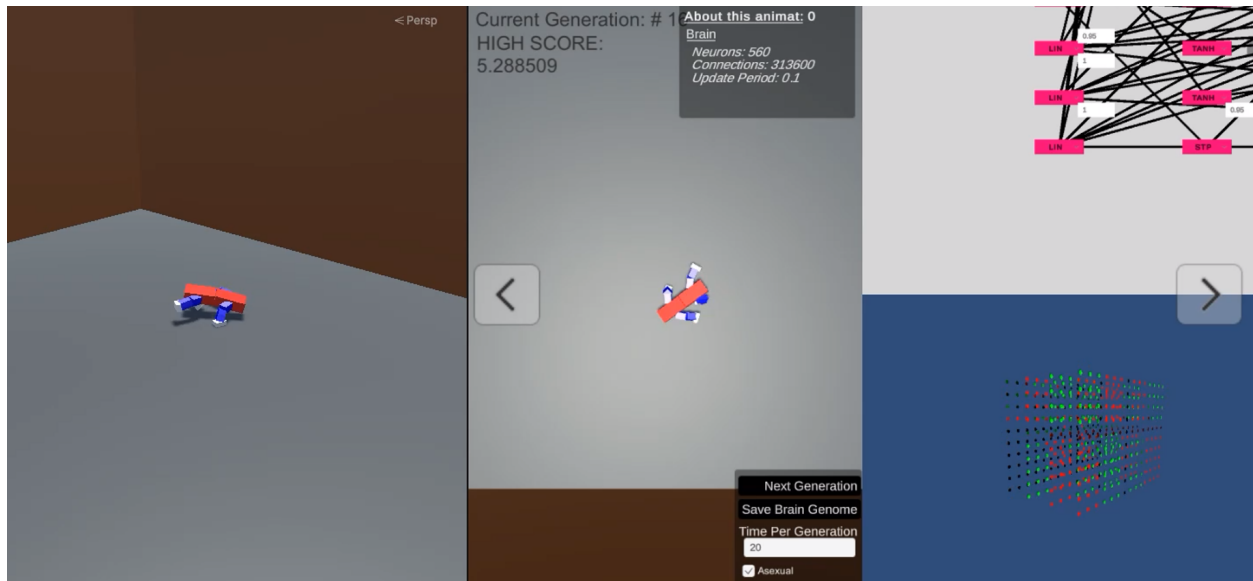 < Persp
Current Generation: # 16
HIGH SCORE:
5.288509
About this animat: 0
Brain
Neurons: 560
Connections: 313600
Update Period: 0.1
Next Generation
Save Brain Genome
Time Per Generation
20
Asexual
0.95
LIN
TANH
1
LIN
TANH
1
0.95
LIN
STP